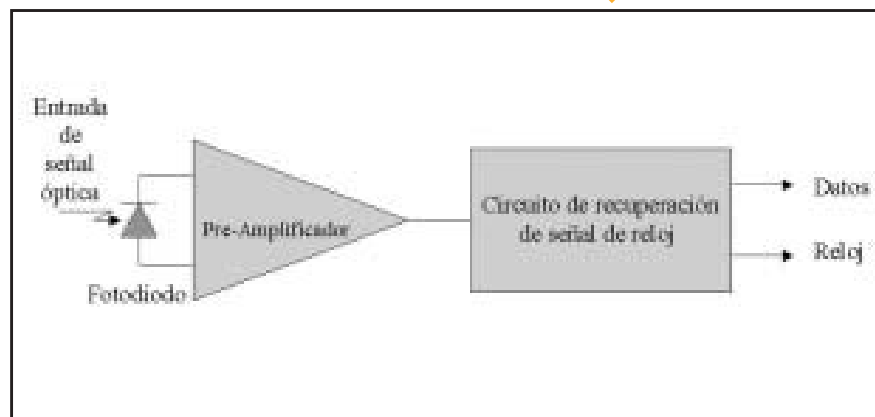 Entrada
de
señal
óptica
Fotodiodo
Pre-Amplificador
Circuito de recuperación
de señal de reloj
Datos
Reloj